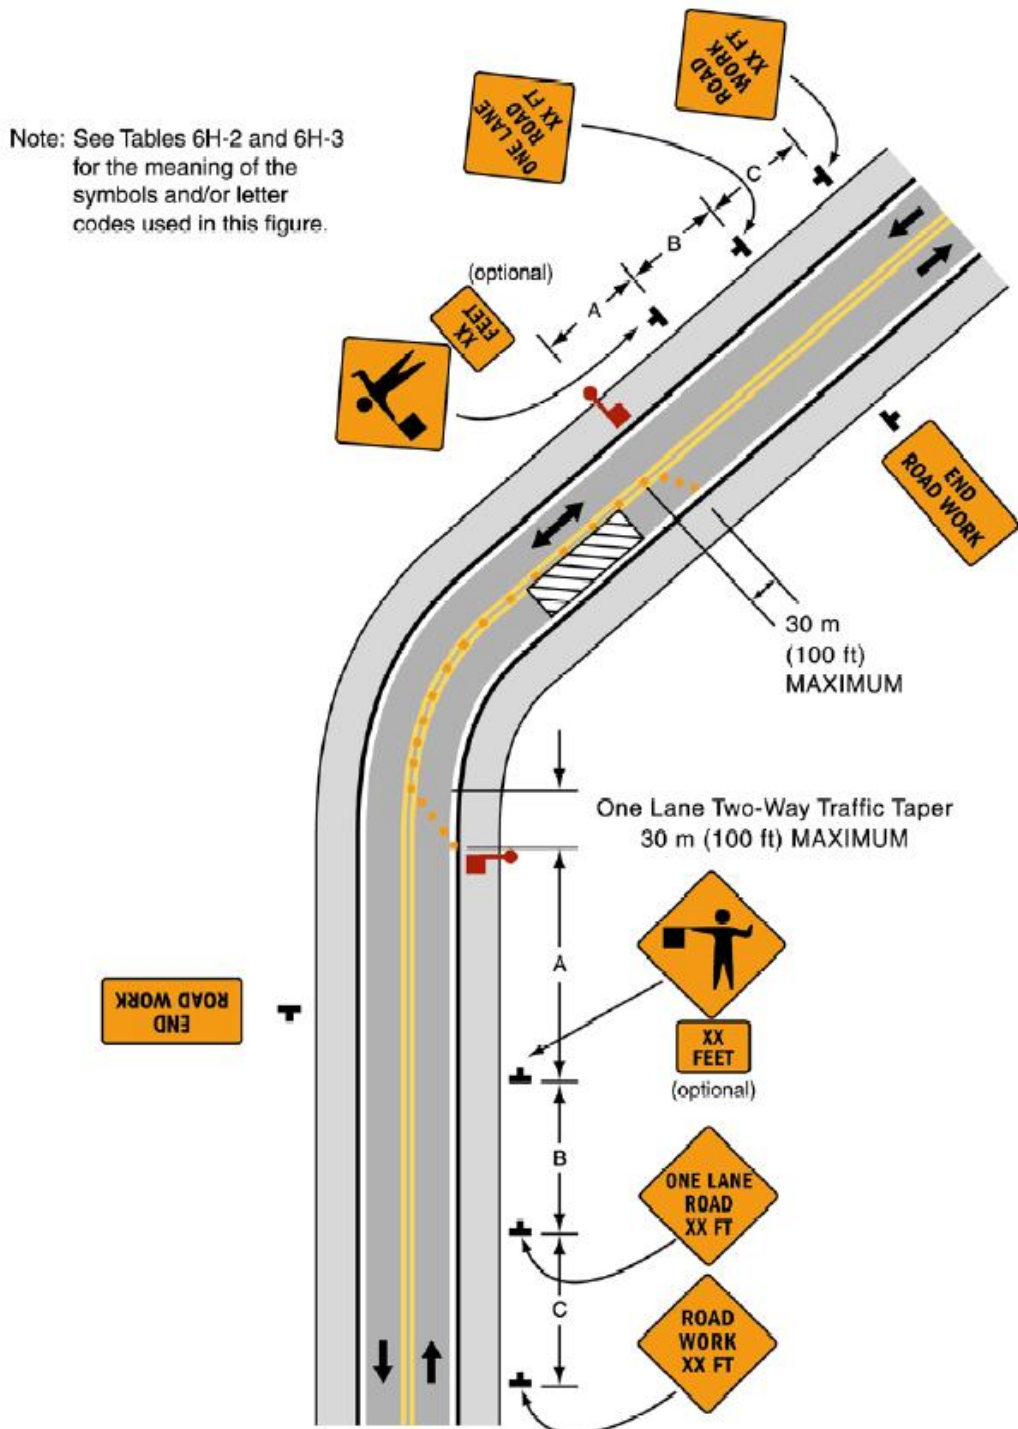 ROAD
WORK
XX FT
ONE LANE
ROAD
XX FT
Note: See Tables 6H-2 and 6H-3
for the meaning of the
symbols and/or letter
codes used in this figure.
C
B
A
(optional)
XX
FEET
END
ROAD WORK
30 m
(100 ft)
MAXIMUM
One Lane Two-Way Traffic Taper
30 m (100 ft) MAXIMUM
A
END
ROAD WORK
XX
FEET
(optional)
B
ONE LANE
ROAD
XX FT
C
ROAD
WORK
XX FT